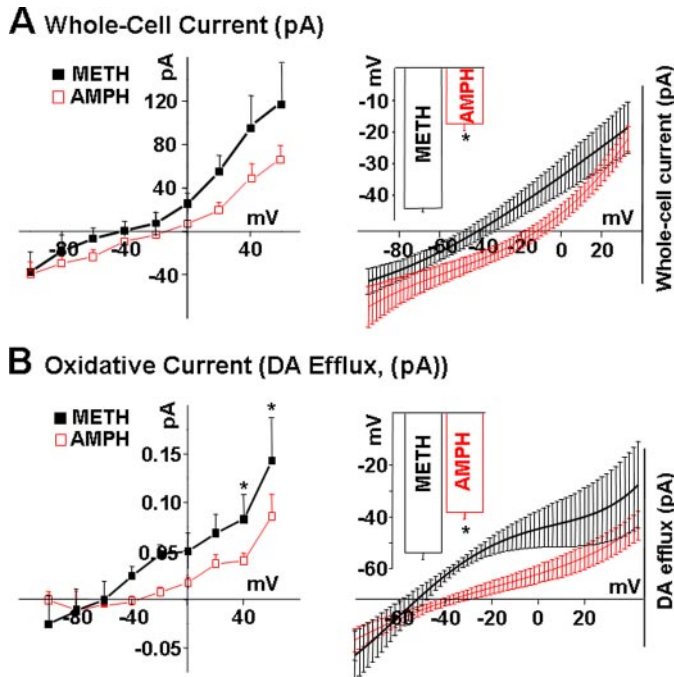 A Whole-Cell Current (pA)
METH
AMPH
pA
120
80
40
-80
-40
40
mV
-40
mV
-10
-20
-30
-40
METH
AMPH
*
mV
-80
-60
-40
-20
0
20
Whole-cell current (pA)
B Oxidative Current (DA Efflux, (pA))
METH
AMPH
pA
0.15
0.10
0.05
-80
-40
40
mV
-0.05
*
*
mV
-20
-40
-60
METH
AMPH
*
mV
-60
-40
-20
0
20
DA efflux (pA)